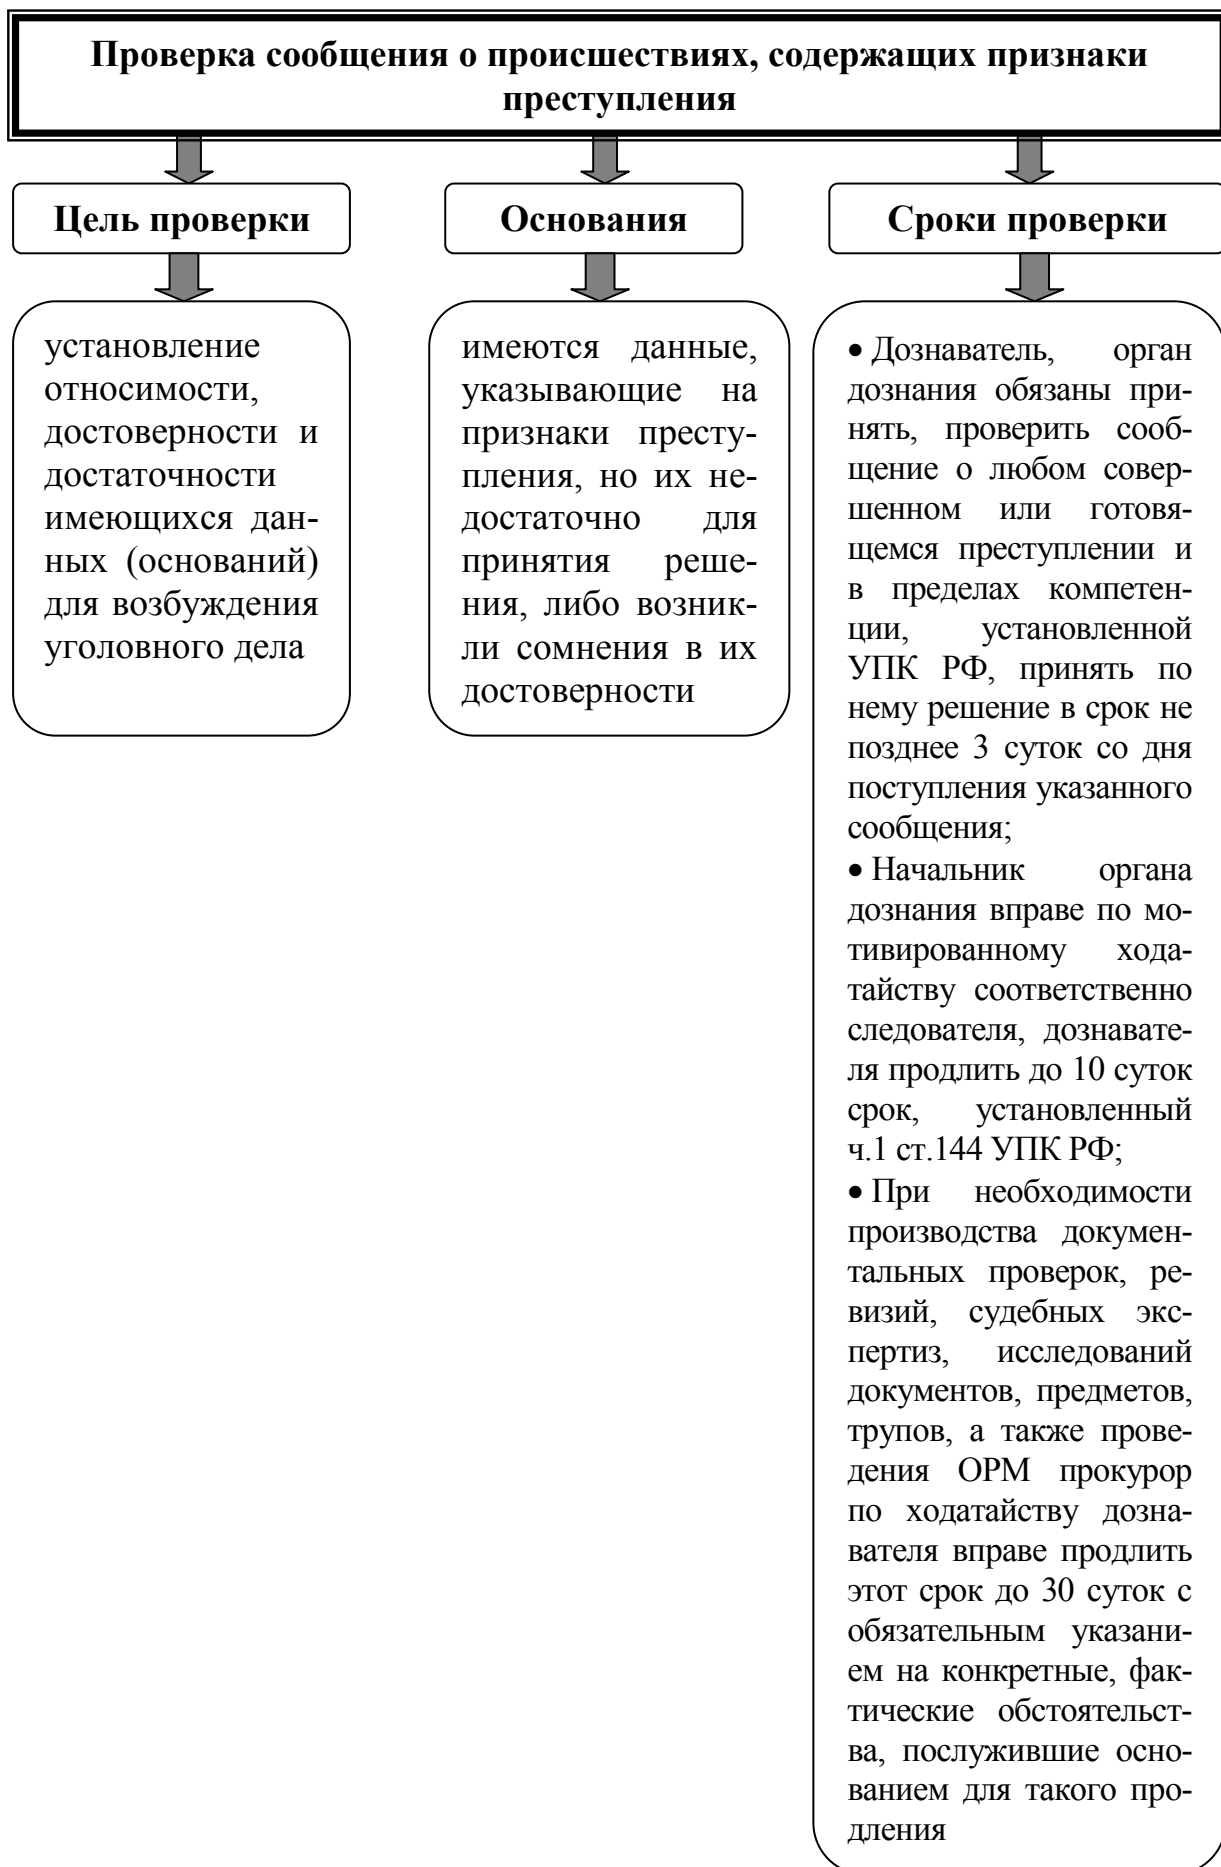 Проверка сообщения о происшествиях, содержащих признаки
преступления
Цель проверки
установление
относимости,
достоверности и
достаточности
имеющихся дан-
ных (оснований)
для возбуждения
уголовного дела
Основания
имеются данные,
указывающие на
признаки престу-
пления, но их не-
достаточно для
принятия реше-
ния, либо возник-
ли сомнения в их
достоверности
Сроки проверки
• Дознаватель, орган
дознания обязаны при-
нять, проверить сооб-
щение о любом совер-
шенном или готовя-
щемся преступлении и
в пределах компетен-
ции, установленной
УПК РФ, принять по
нему решение в срок не
позднее 3 суток со дня
поступления указанного
сообщения;
• Начальник органа
дознания вправе по мо-
тивированному хода-
тайству соответственно
следователя, дознавате-
ля продлить до 10 суток
срок, установленный
ч.1 ст.144 УПК РФ;
• При необходимости
производства докумен-
тальных проверок, ре-
визий, судебных экс-
пертиз, исследований
документов, предметов,
трупов, а также прове-
дения ОРМ прокурор
по ходатайству дозна-
вателя вправе продлить
этот срок до 30 суток с
обязательным указани-
ем на конкретные, фак-
тические обстоятельст-
ва, послужившие осно-
ванием для такого про-
дления